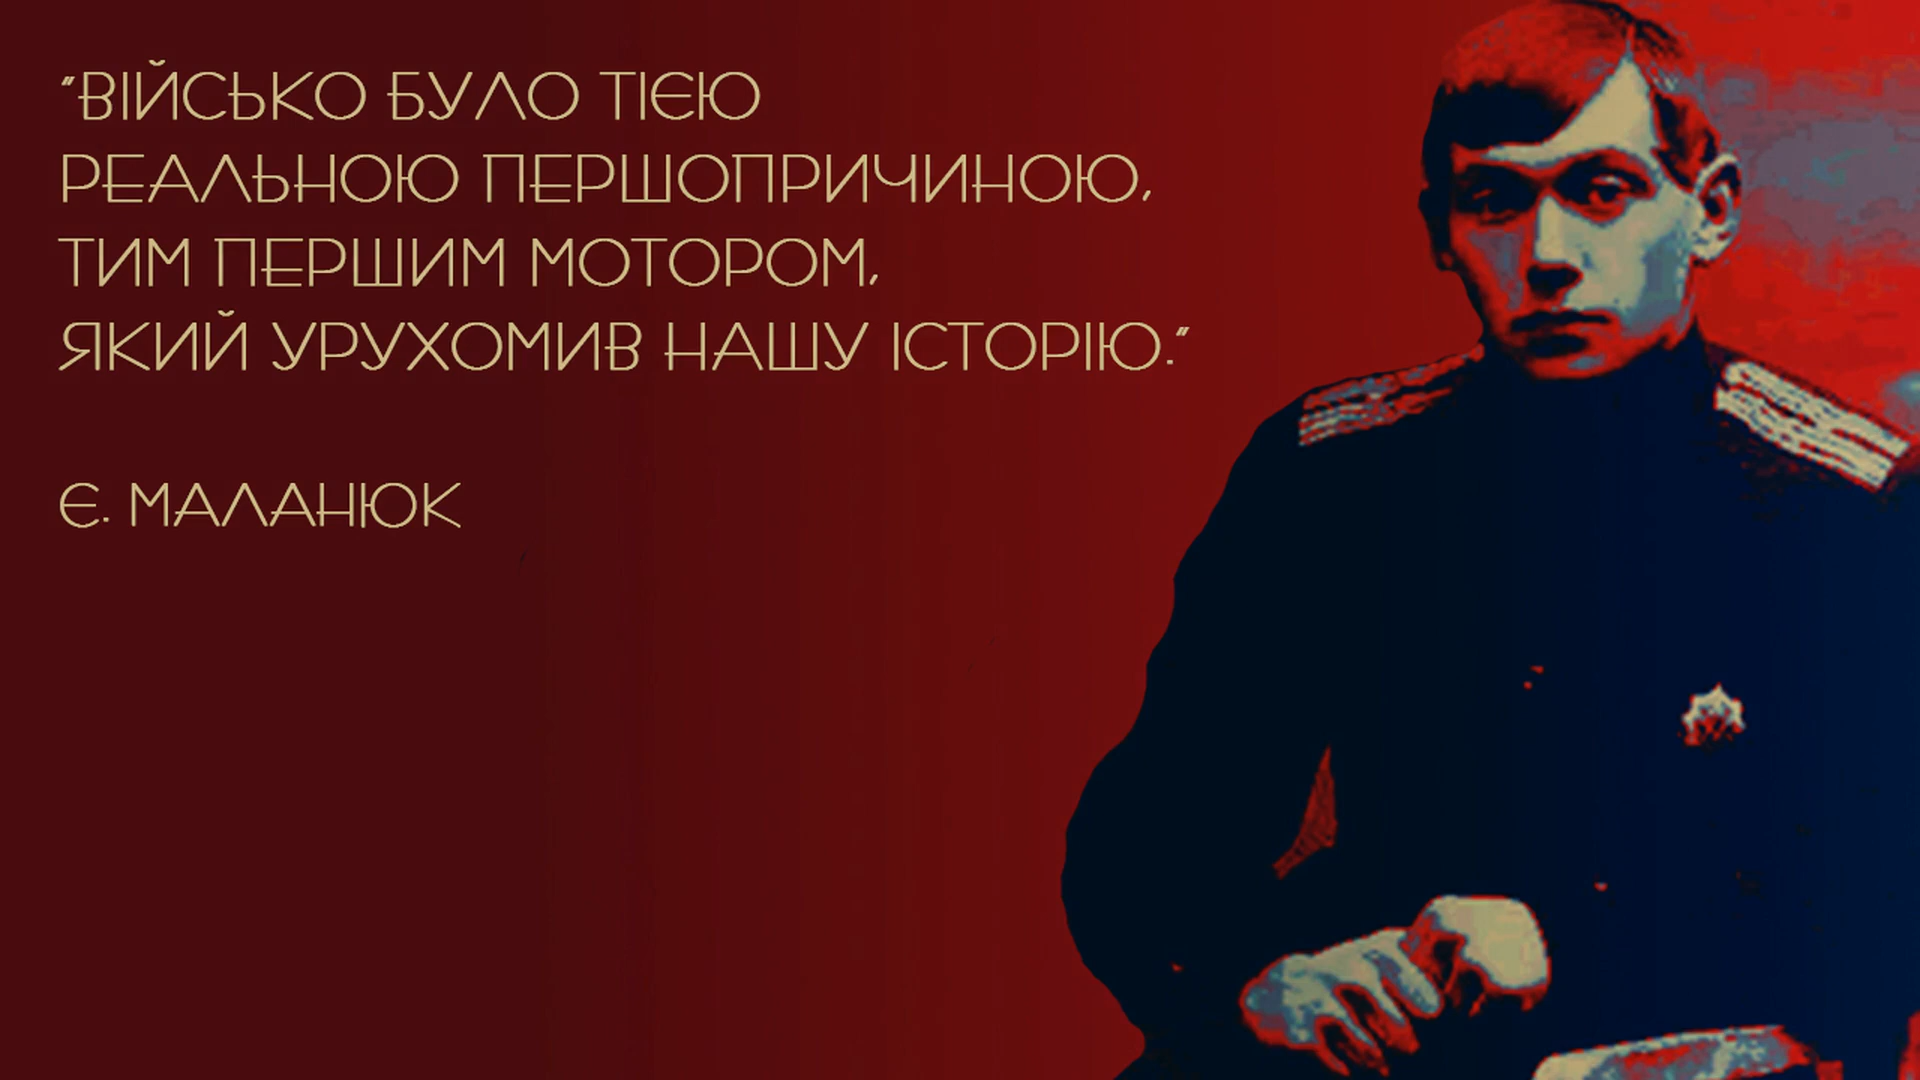 "ВІЙСЬКО БУЛО ТІЄЮ
РЕАЛЬНОЮ ПЕРШОПРИЧИНОЮ,
ТИМ ПЕРШИМ МОТОРОМ,
ЯКИЙ УРУХОМИВ НАШУ ІСТОРІЮ."
Є. МАЛАНЮК